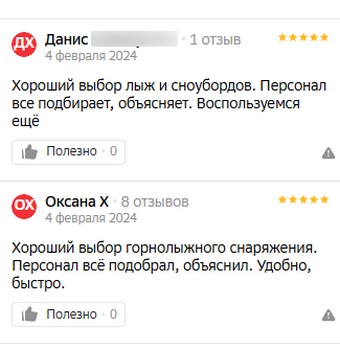 ДХ
Данис · 1 отзыв
4 февраля 2024
Хороший выбор лыж и сноубордов. Персонал
все подбирает, объясняет. Воспользуемся
ещё
Полезно · 0
ОХ
Оксана Х · 8 отзывов
4 февраля 2024
Хороший выбор горнолыжного снаряжения.
Персонал всё подобрал, объяснил. Удобно,
быстро.
Полезно · 0